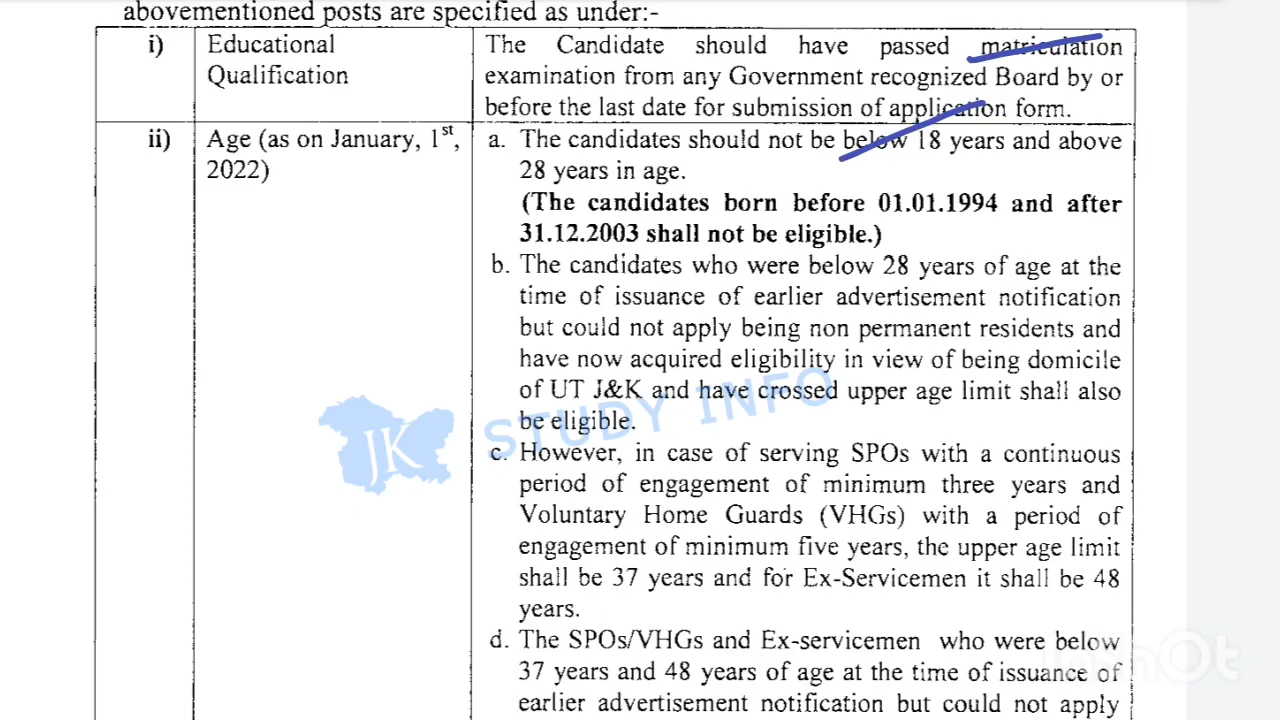 abovementioned posts are specified as under:-
i) Educational Qualification
The Candidate should have passed matriculation
examination from any Government recognized Board by or
before the last date for submission of application form.
ii) Age (as on January, 1st, 2022)
a. The candidates should not be below 18 years and above
28 years in age.
(The candidates born before 01.01.1994 and after
31.12.2003 shall not be eligible.)
b. The candidates who were below 28 years of age at the
time of issuance of earlier advertisement notification
but could not apply being non permanent residents and
have now acquired eligibility in view of being domicile
of UT J&K and have crossed upper age limit shall also
be eligible.
c. However, in case of serving SPOs with a continuous
period of engagement of minimum three years and
Voluntary Home Guards (VHGs) with a period of
engagement of minimum five years, the upper age limit
shall be 37 years and for Ex-Servicemen it shall be 48
years.
d. The SPOs/VHGs and Ex-servicemen who were below
37 years and 48 years of age at the time of issuance of
earlier advertisement notification but could not apply
JK STUDY INFO